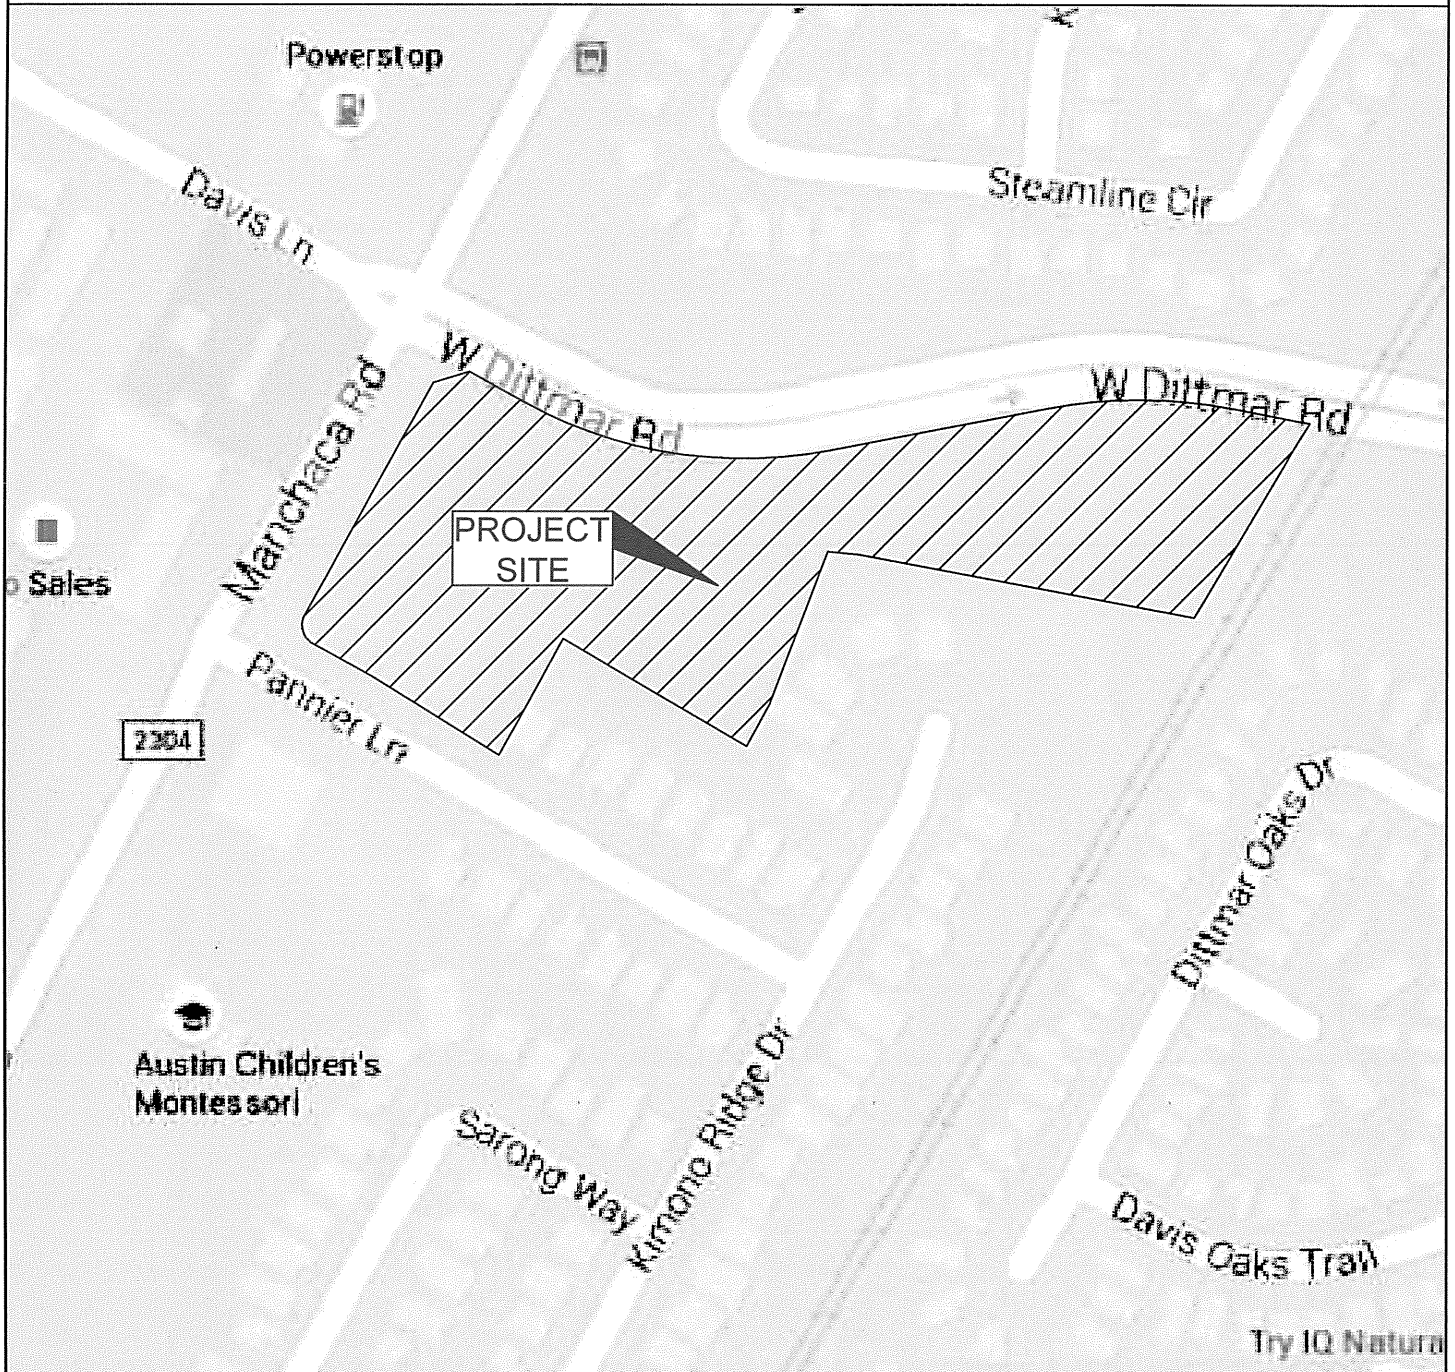 Powerstop
Davis Ln
Steamline Cir
W Dittmar Rd
W Dittmar Rd
Manchaca Rd
PROJECT
SITE
Sales
Pannier Ln
2304
Dittmar Oaks Dr
Austin Children's
Montessori
Kimono Ridge Dr
Sarong Way
Davis Oaks Trail
Try IQ Natura